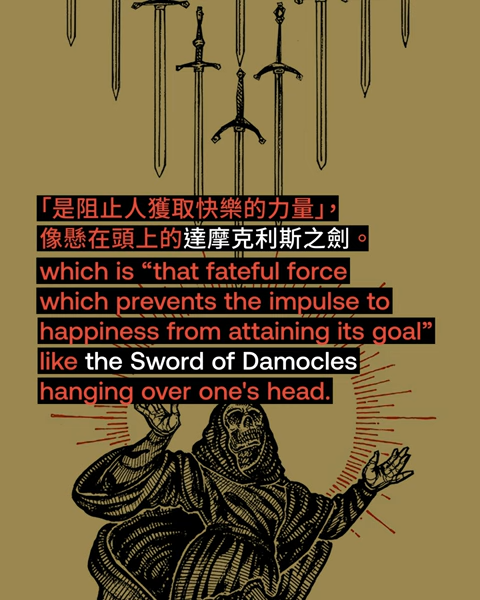 「是阻止人獲取快樂的力量」，
像懸在頭上的達摩克利斯之劍。
which is “that fateful force
which prevents the impulse to
happiness from attaining its goal”
like the Sword of Damocles
hanging over one's head.